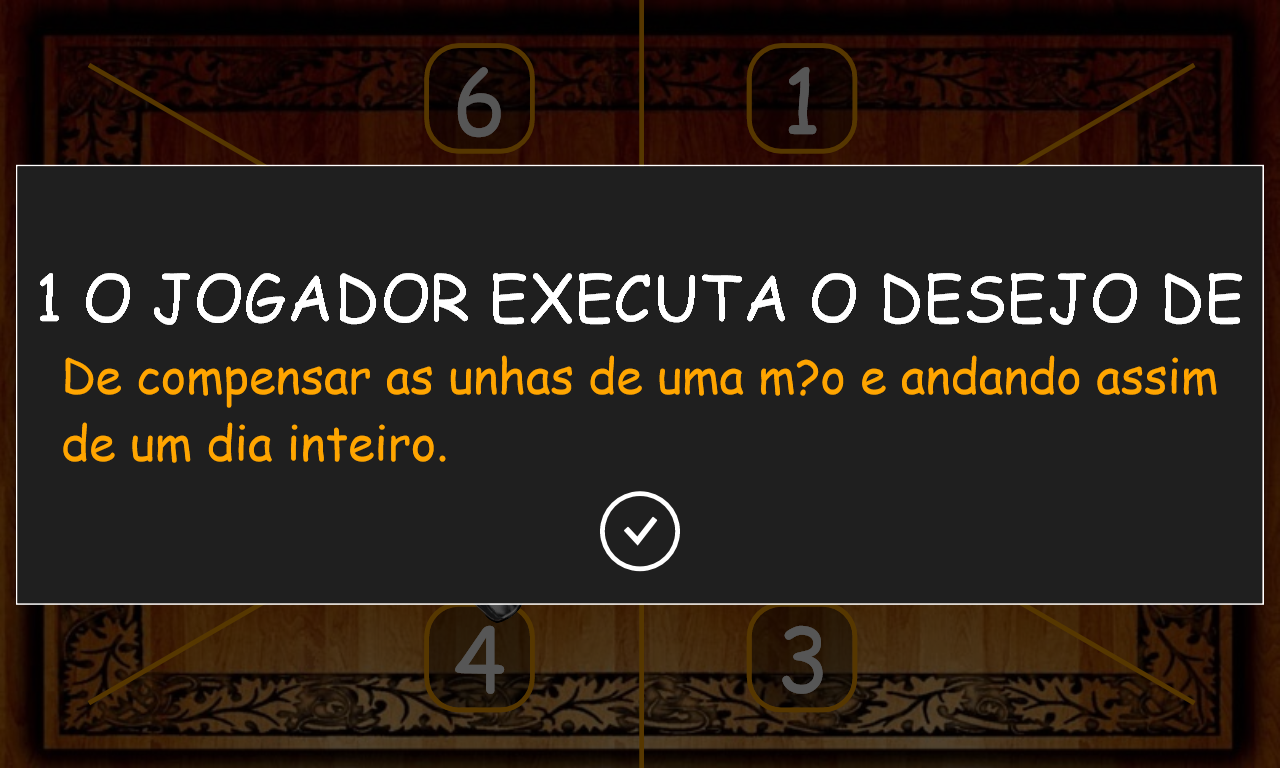 6 1
1 O JOGADOR EXECUTA O DESEJO DE
De compensar as unhas de uma m?o e andando assim
de um dia inteiro.
4 3